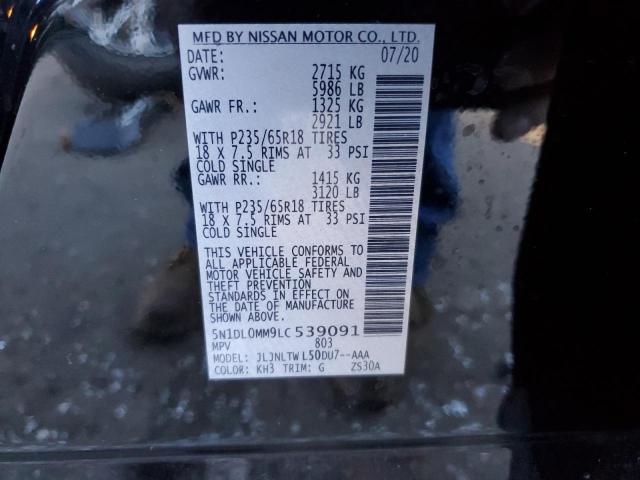 MFD BY NISSAN MOTOR CO., LTD.
DATE: 07/20
GVWR: 2715 KG
5986 LB
GAWR FR.: 1325 KG
2921 LB
WITH P235/65R18 TIRES
18 X 7.5 RIMS AT 33 PSI
COLD SINGLE
GAWR RR.: 1415 KG
3120 LB
WITH P235/65R18 TIRES
18 X 7.5 RIMS AT 33 PSI
COLD SINGLE
THIS VEHICLE CONFORMS TO
ALL APPLICABLE FEDERAL
MOTOR VEHICLE SAFETY AND
THEFT PREVENTION
STANDARDS IN EFFECT ON
THE DATE OF MANUFACTURE
SHOWN ABOVE.
5N1DL0MM9LC 539091
MPV 803
MODEL: JLJNLTW L50DU7--AAA
COLOR: KH3 TRIM: G ZS30A